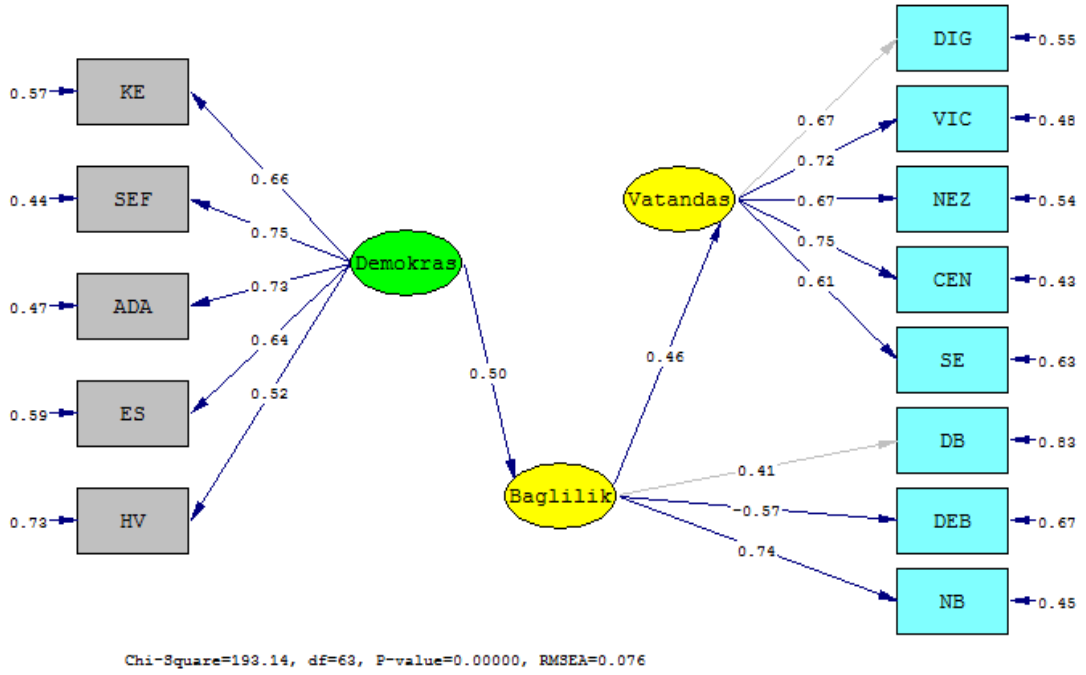 0.57
KE
0.66
0.44
SEF
0.75
0.47
ADA
0.73
0.59
ES
0.64
0.73
HV
0.52
Demokras
0.50
Baglilik
0.46
Vatandas
0.67
DIG
0.55
0.72
VIC
0.48
0.67
NEZ
0.54
0.75
CEN
0.43
0.61
SE
0.63
0.41
DB
0.83
-0.57
DEB
0.67
0.74
NB
0.45
Chi-Square=193.14, df=63, P-value=0.00000, RMSEA=0.076